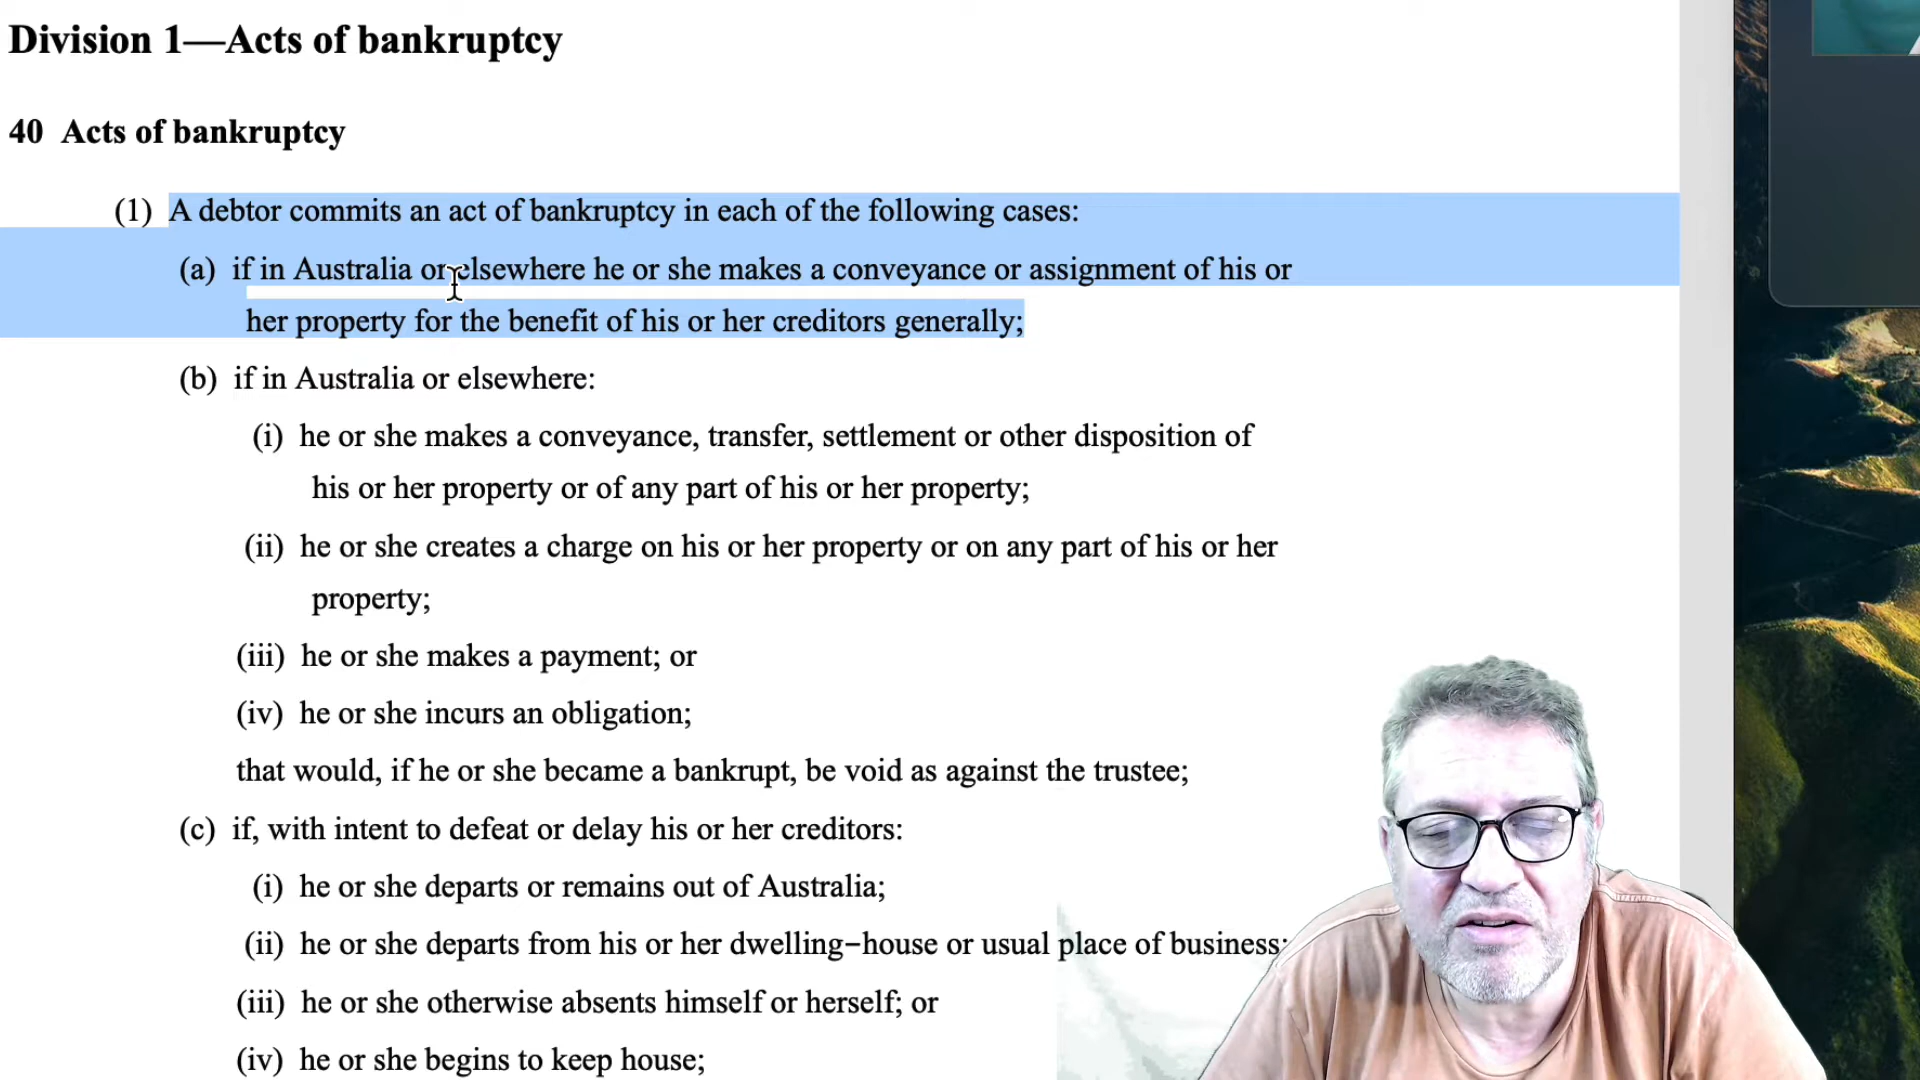 Division 1—Acts of bankruptcy
40 Acts of bankruptcy
(1) A debtor commits an act of bankruptcy in each of the following cases:
(a) if in Australia or elsewhere he or she makes a conveyance or assignment of his or
her property for the benefit of his or her creditors generally;
(b) if in Australia or elsewhere:
(i) he or she makes a conveyance, transfer, settlement or other disposition of
his or her property or of any part of his or her property;
(ii) he or she creates a charge on his or her property or on any part of his or her
property;
(iii) he or she makes a payment; or
(iv) he or she incurs an obligation;
that would, if he or she became a bankrupt, be void as against the trustee;
(c) if, with intent to defeat or delay his or her creditors:
(i) he or she departs or remains out of Australia;
(ii) he or she departs from his or her dwelling-house or usual place of business;
(iii) he or she otherwise absents himself or herself; or
(iv) he or she begins to keep house;